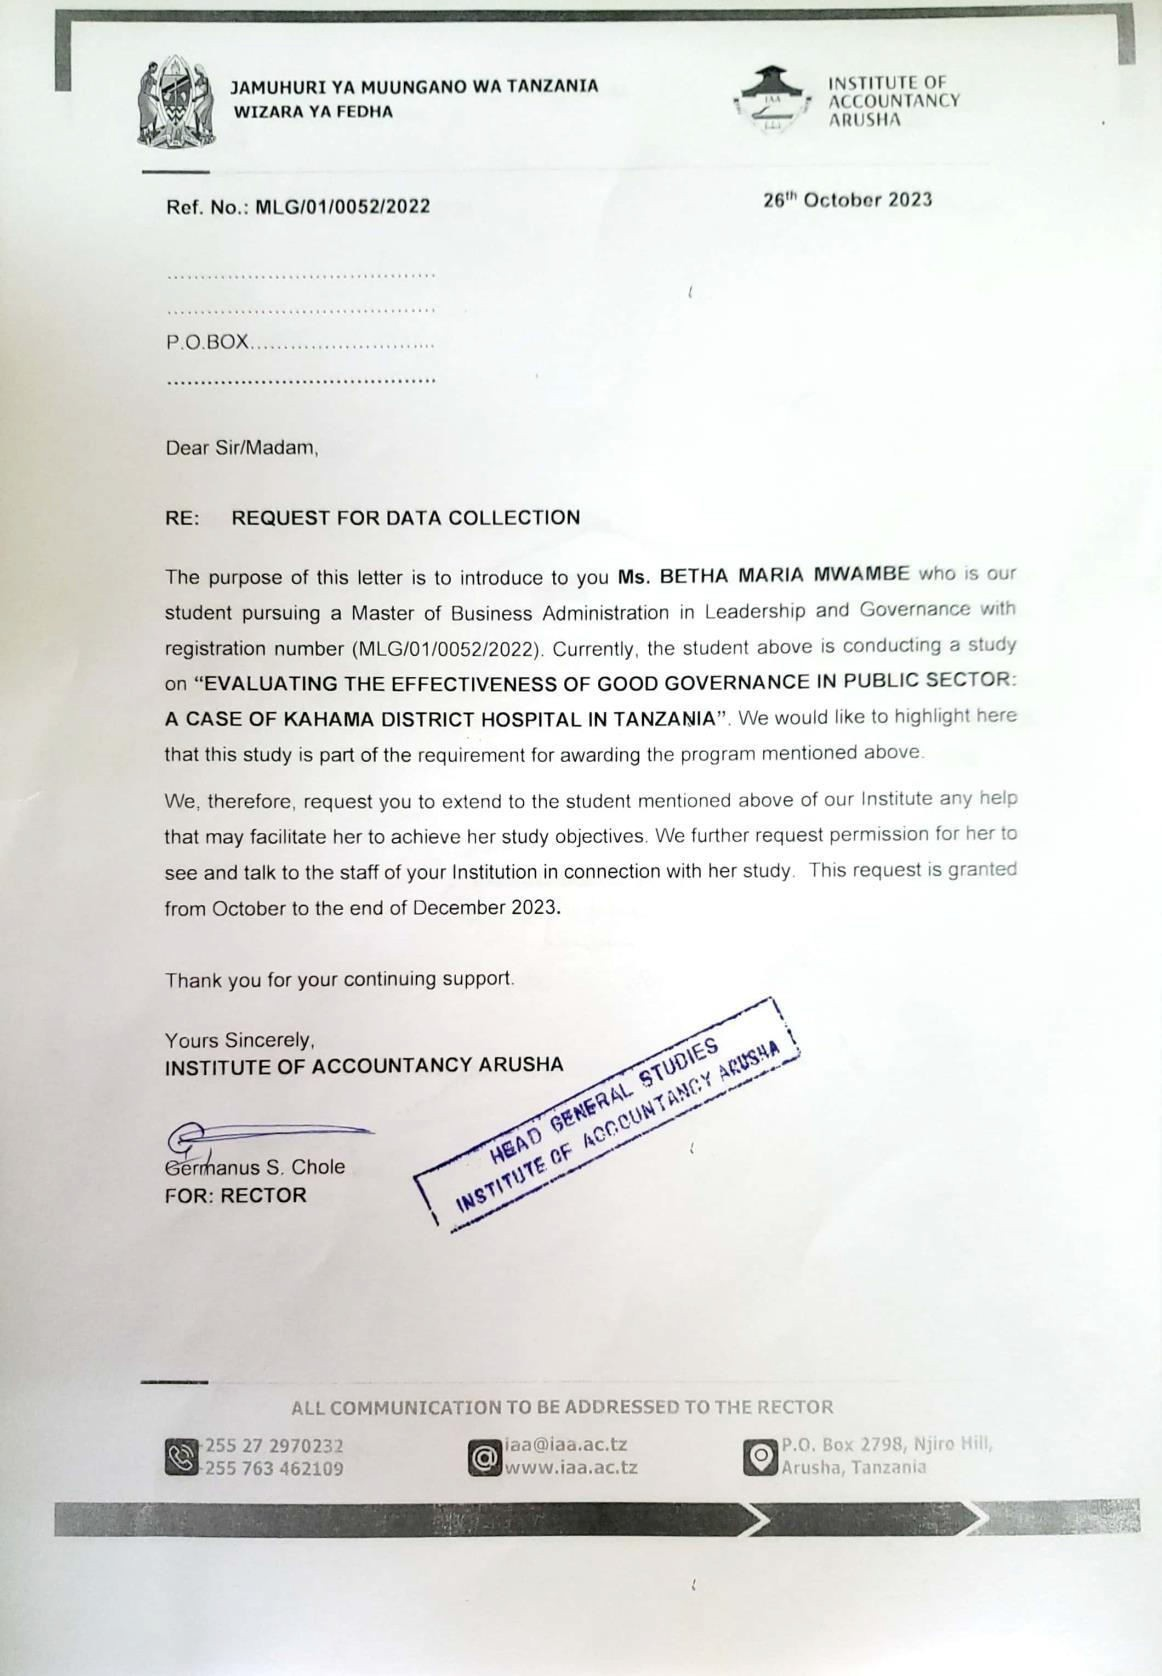 JAMUHURI YA MUUNGANO WA TANZANIA
WIZARA YA FEDHA
INSTITUTE OF
ACCOUNTANCY
ARUSHA
IAA
Ref. No.: MLG/01/0052/2022
26th October 2023
........................................
........................................
P.O.BOX............................
........................................
Dear Sir/Madam,
RE: REQUEST FOR DATA COLLECTION
The purpose of this letter is to introduce to you Ms. BETHA MARIA MWAMBE who is our
student pursuing a Master of Business Administration in Leadership and Governance with
registration number (MLG/01/0052/2022). Currently, the student above is conducting a study
on “EVALUATING THE EFFECTIVENESS OF GOOD GOVERNANCE IN PUBLIC SECTOR:
A CASE OF KAHAMA DISTRICT HOSPITAL IN TANZANIA”. We would like to highlight here
that this study is part of the requirement for awarding the program mentioned above.
We, therefore, request you to extend to the student mentioned above of our Institute any help
that may facilitate her to achieve her study objectives. We further request permission for her to
see and talk to the staff of your Institution in connection with her study. This request is granted
from October to the end of December 2023.
Thank you for your continuing support.
Yours Sincerely,
INSTITUTE OF ACCOUNTANCY ARUSHA
Germanus S. Chole
FOR: RECTOR
HEAD GENERAL STUDIES
INSTITUTE OF ACCCUNTANCY ARUSHA
ALL COMMUNICATION TO BE ADDRESSED TO THE RECTOR
255 27 2970232
255 763 462109
iaa@iaa.ac.tz
www.iaa.ac.tz
P.O. Box 2798, Njiro Hill,
Arusha, Tanzania